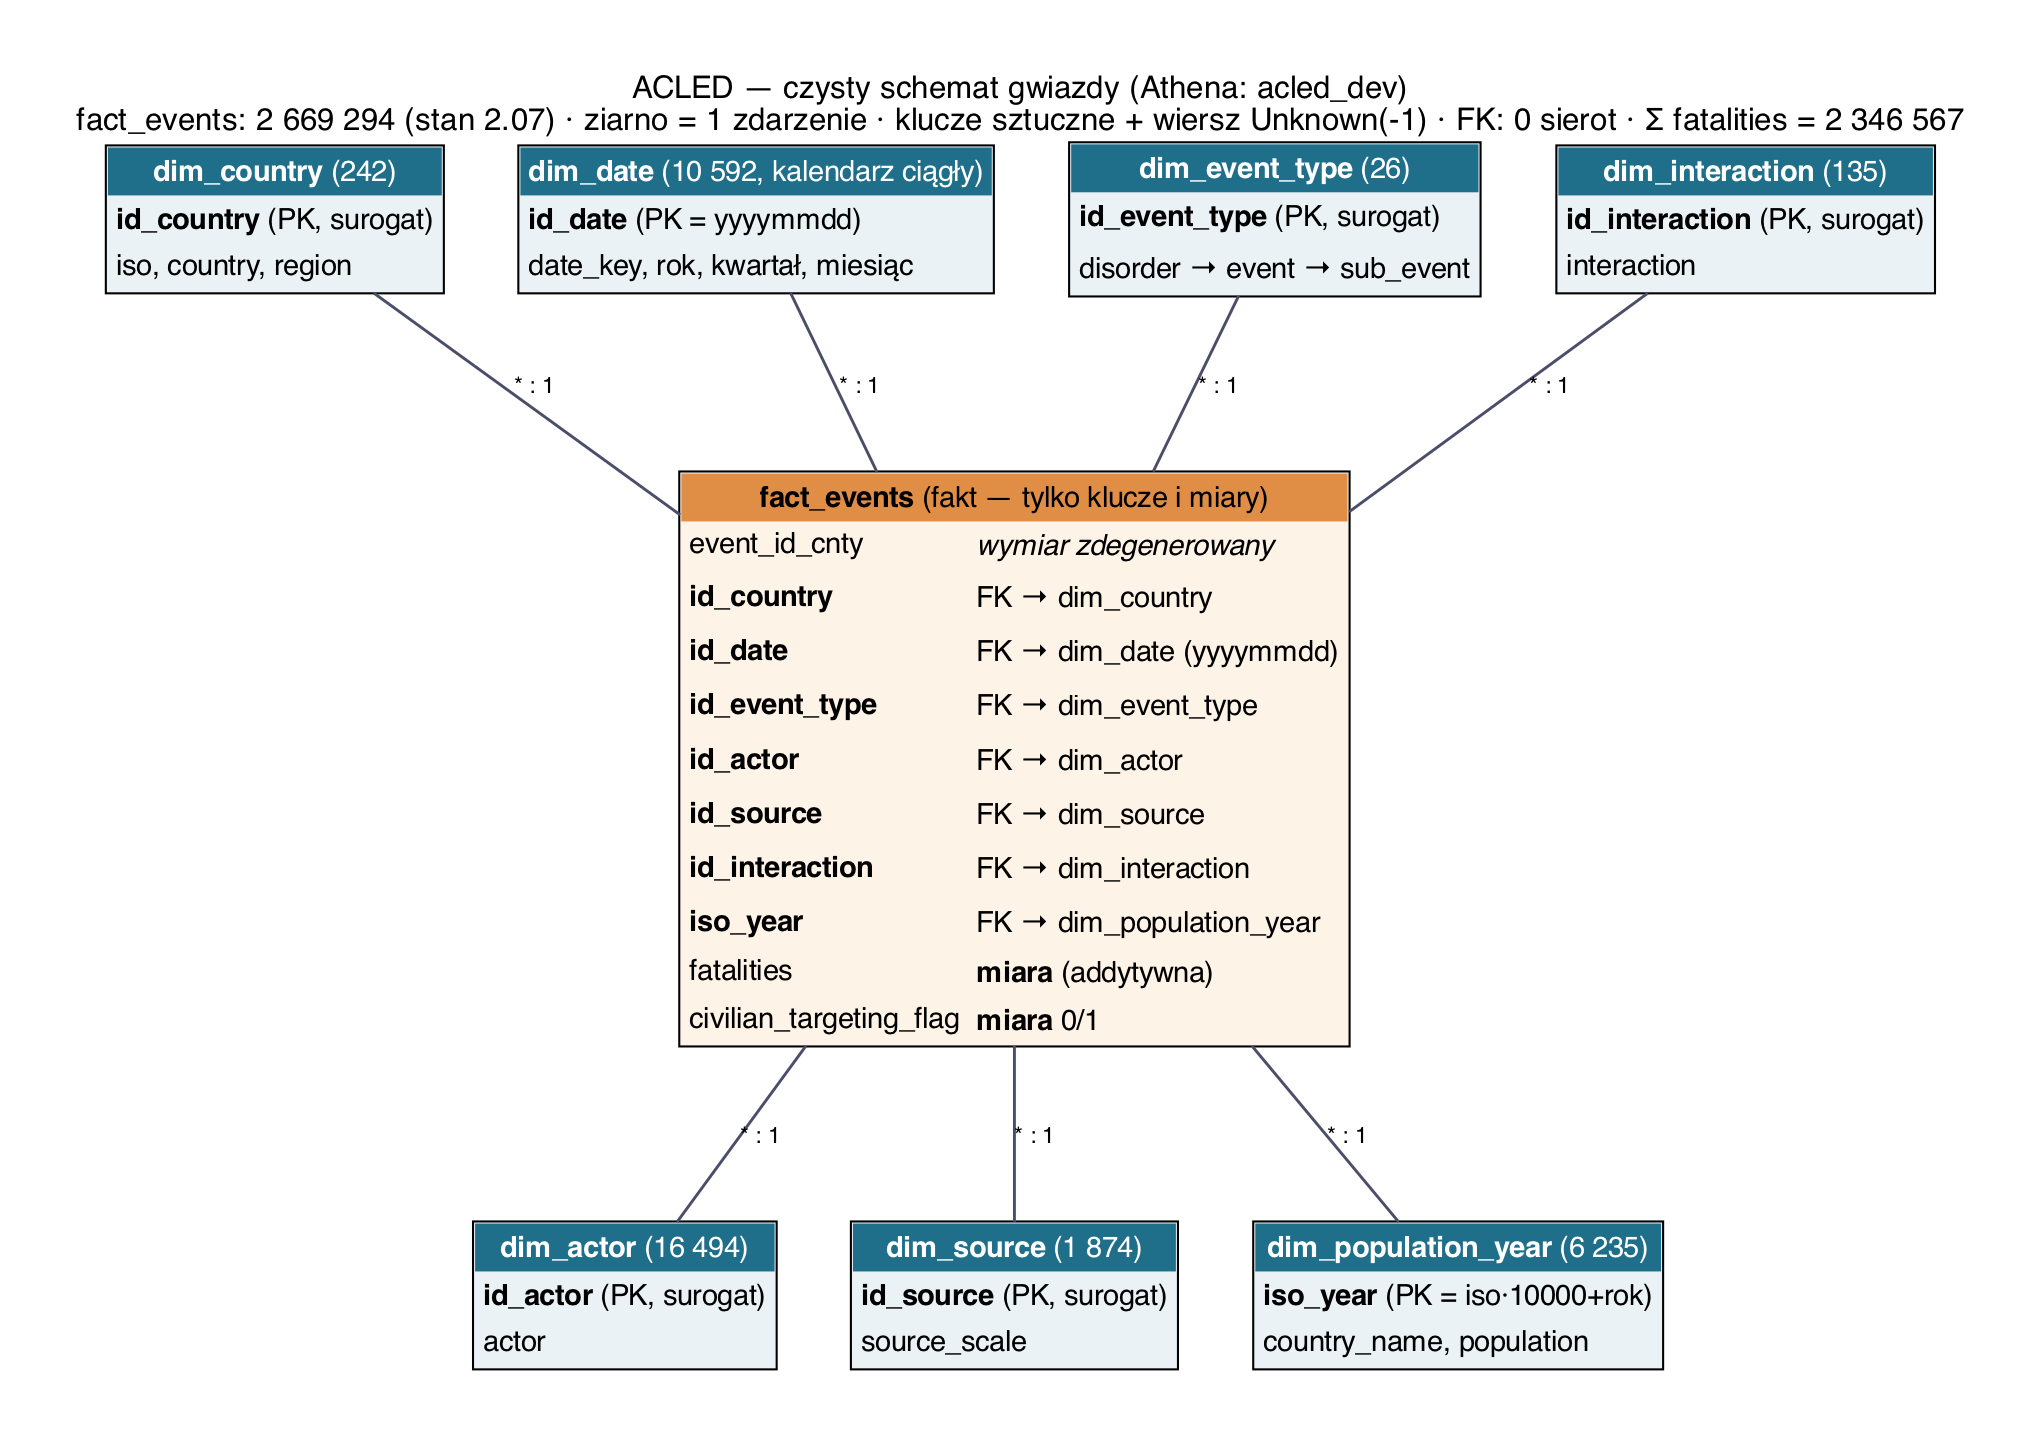 ACLED — czysty schemat gwiazdy (Athena: acled_dev)
fact_events: 2 669 294 (stan 2.07) · ziarno = 1 zdarzenie · klucze sztuczne + wiersz Unknown(-1) · FK: 0 sierot · Σ fatalities = 2 346 567
dim_country (242)
id_country (PK, surogat)
iso, country, region
dim_date (10 592, kalendarz ciągły)
id_date (PK = yyyymmdd)
date_key, rok, kwartał, miesiąc
dim_event_type (26)
id_event_type (PK, surogat)
disorder → event → sub_event
dim_interaction (135)
id_interaction (PK, surogat)
interaction
* : 1
* : 1
* : 1
* : 1
fact_events (fakt — tylko klucze i miary)
event_id_cnty wymiar zdegenerowany
id_country FK → dim_country
id_date FK → dim_date (yyyymmdd)
id_event_type FK → dim_event_type
id_actor FK → dim_actor
id_source FK → dim_source
id_interaction FK → dim_interaction
iso_year FK → dim_population_year
fatalities miara (addytywna)
civilian_targeting_flag miara 0/1
* : 1
* : 1
* : 1
dim_actor (16 494)
id_actor (PK, surogat)
actor
dim_source (1 874)
id_source (PK, surogat)
source_scale
dim_population_year (6 235)
iso_year (PK = iso·10000+rok)
country_name, population